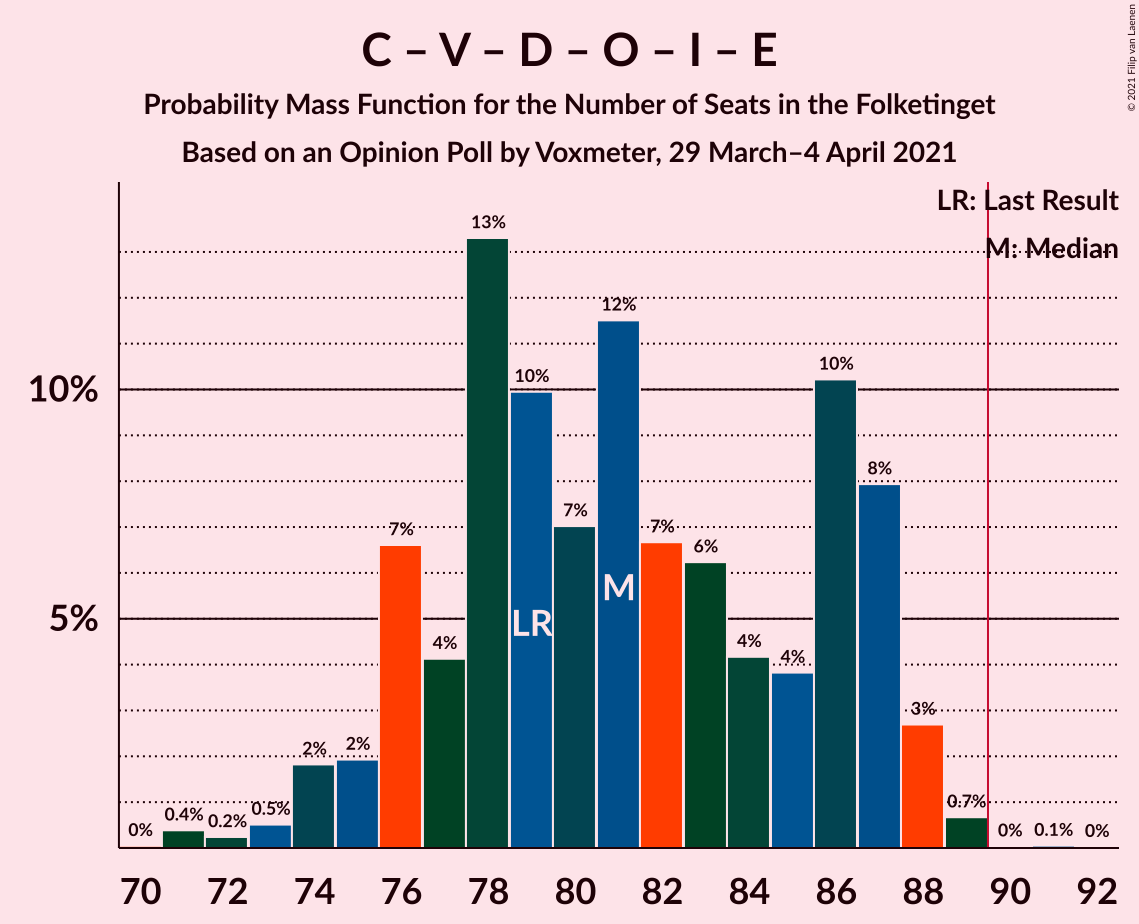 C – V – D – O – I – E
Probability Mass Function for the Number of Seats in the Folketinget
Based on an Opinion Poll by Voxmeter, 29 March–4 April 2021
© 2021 Filip van Laenen
LR: Last Result
M: Median
10%
5%
0%
0.4%
0.2%
0.5%
2%
2%
7%
4%
13%
10%
7%
12%
7%
6%
4%
4%
10%
8%
3%
0.7%
0%
0.1%
0%
LR
M
70 72 74 76 78 80 82 84 86 88 90 92